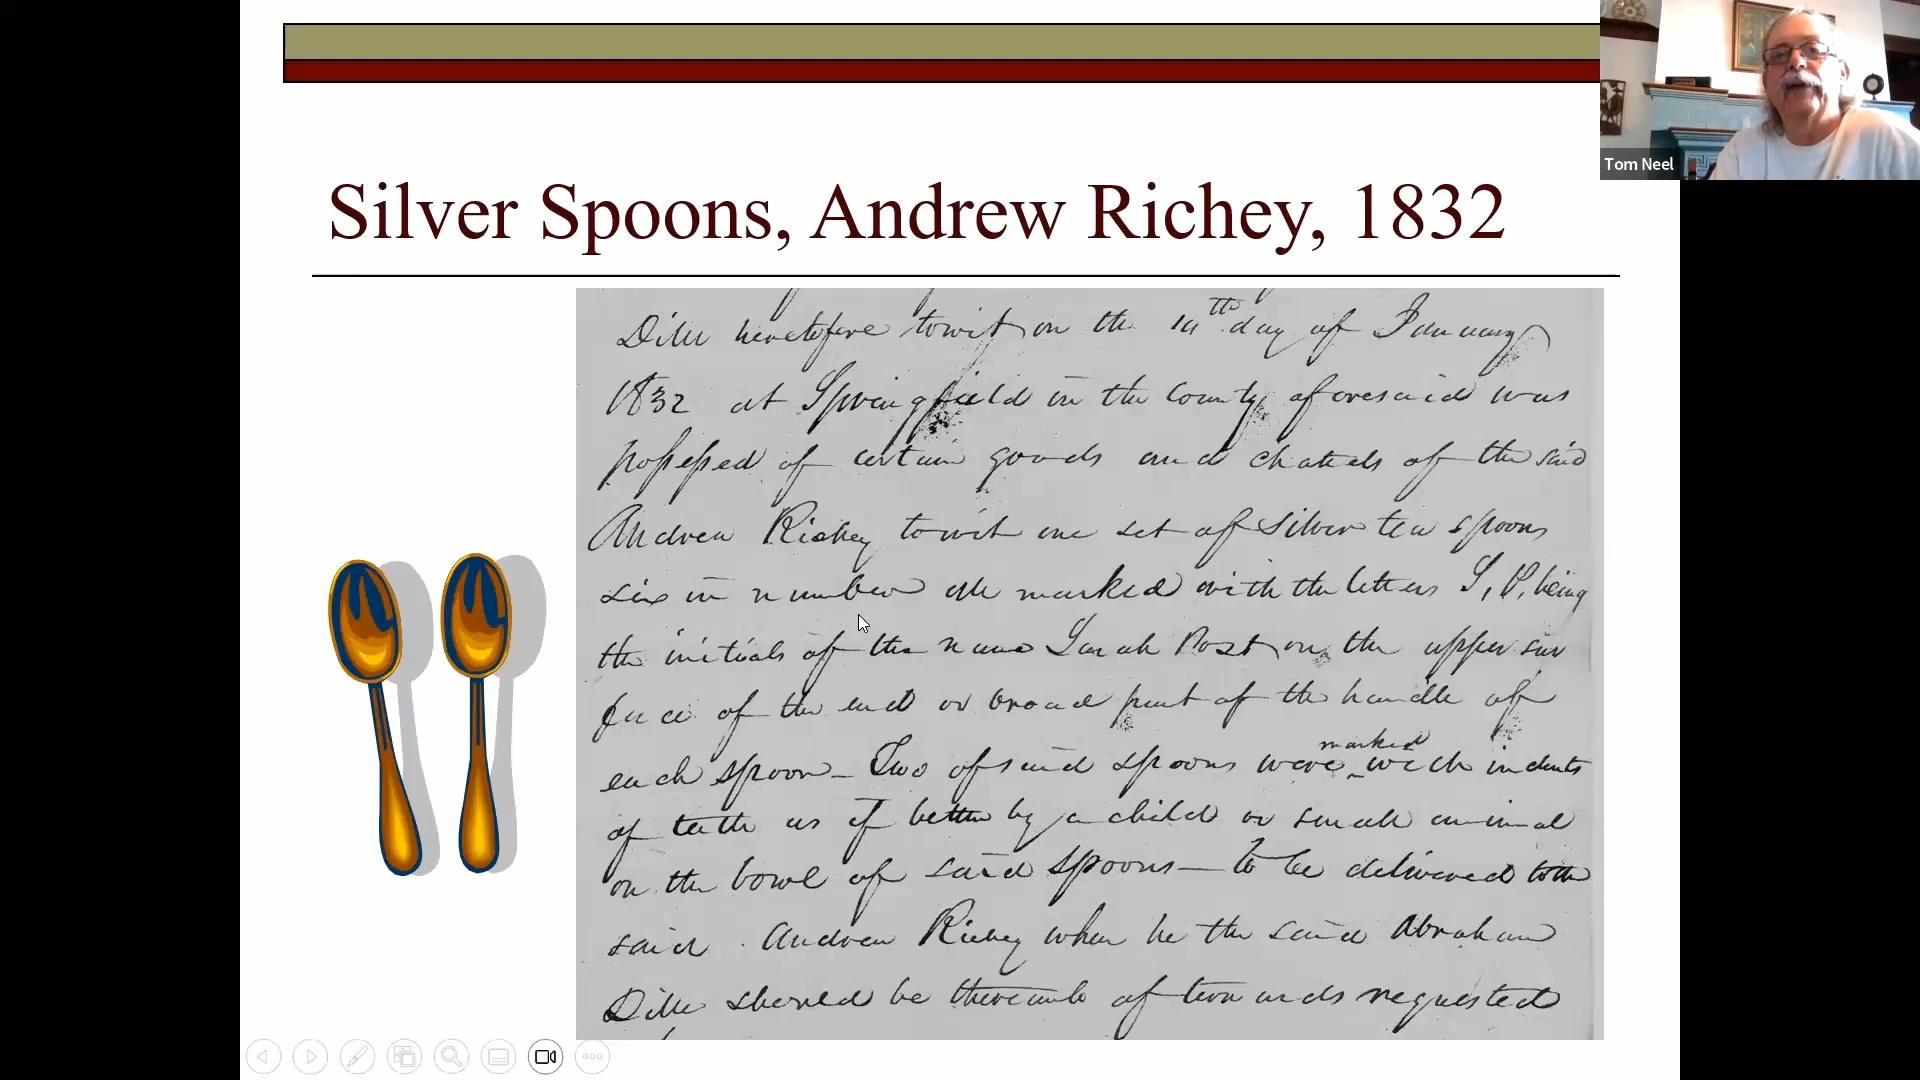 Tom Neel
Silver Spoons, Andrew Richey, 1832
Dille heretofore towit on the 14th day of January
1832 at Springfield in the County aforesaid was
possessed of certain goods and chatels of the said
Andrew Richey towit one set of silver tea spoons
six in number all marked with the letters S, P, being
the initials of the name Sarah Post on the upper sur
face of the end or broad part of the handle of
each spoon - Two of said spoons were marked with indents
of teeth as if bitten by a child or small animal
on the bowl of said spoons - to be delivered to the
said Andrew Richey when he the said Abraham
Dille should be thereunto afterwards requested